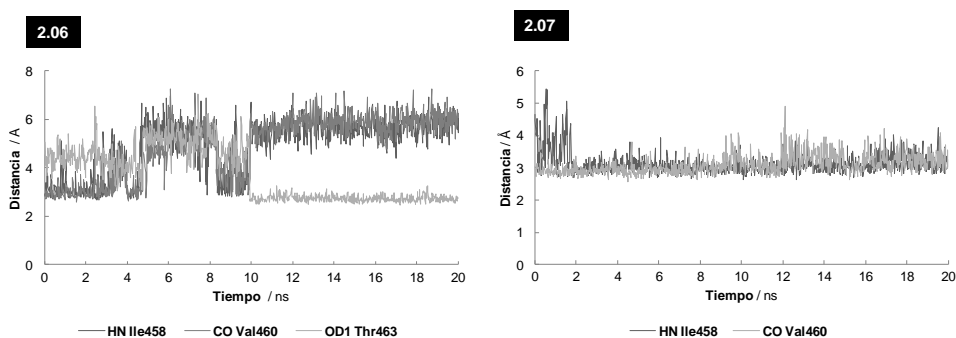 2.06
8
6
4
2
0
Distancia / Å
0 2 4 6 8 10 12 14 16 18 20
Tiempo / ns
HN Ile458 CO Val460 OD1 Thr463
2.07
6
5
4
3
2
1
0
Distancia / Å
0 2 4 6 8 10 12 14 16 18 20
Tiempo / ns
HN Ile458 CO Val460